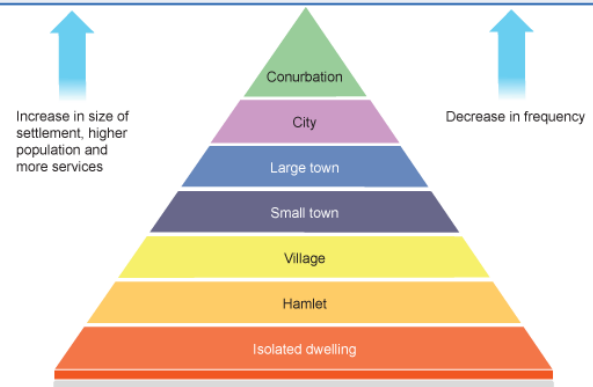 Conurbation
Increase in size of
settlement, higher
population and
more services
Decrease in frequency
City
Large town
Small town
Village
Hamlet
Isolated dwelling